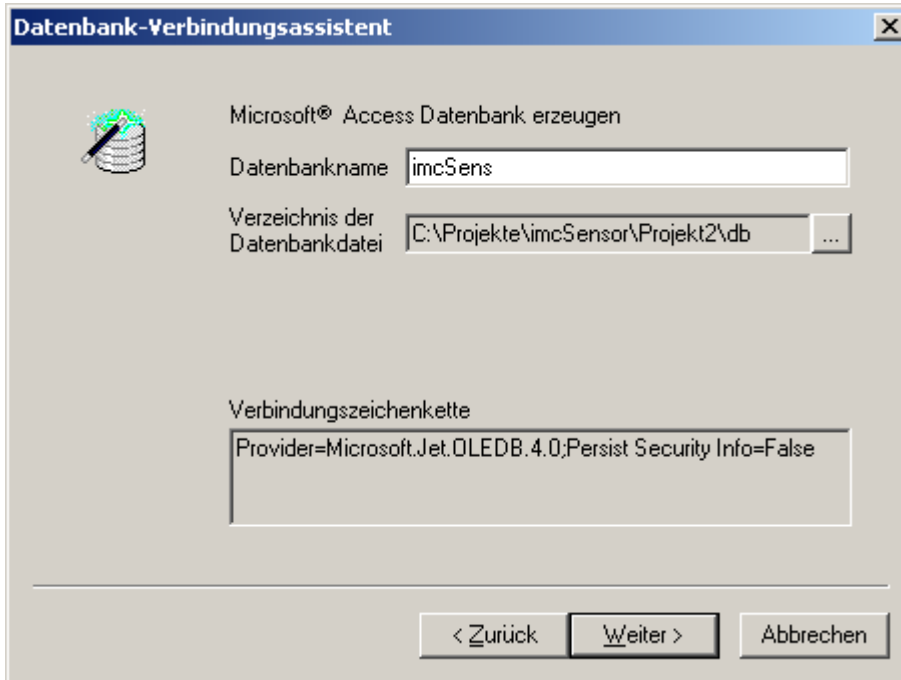 Datenbank-Verbindungsassistent
Microsoft® Access Datenbank erzeugen
Datenbankname
imcSens
Verzeichnis der
Datenbankdatei
C:\Projekte\imcSensor\Projekt2\db
...
Verbindungszeichenkette
Provider=Microsoft.Jet.OLEDB.4.0;Persist Security Info=False
< Zurück
Weiter >
Abbrechen